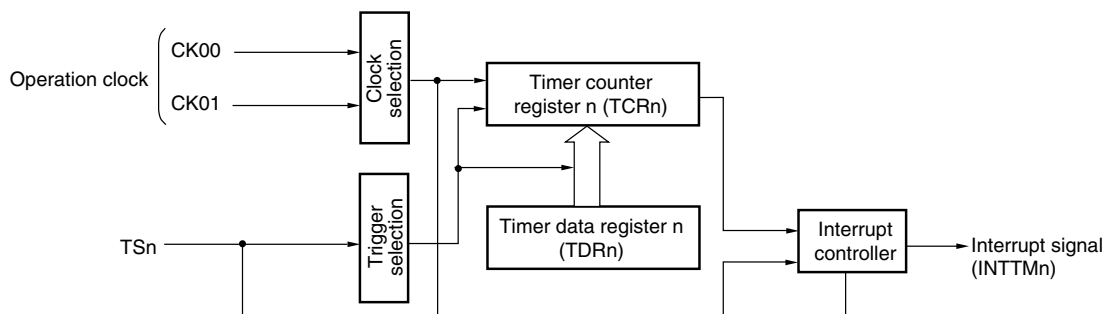 Operation clock
CK00
CK01
Clock
selection
Timer counter
register n (TCRn)
TSn
Trigger
selection
Timer data register n
(TDRn)
Interrupt
controller
Interrupt signal
(INTTMn)